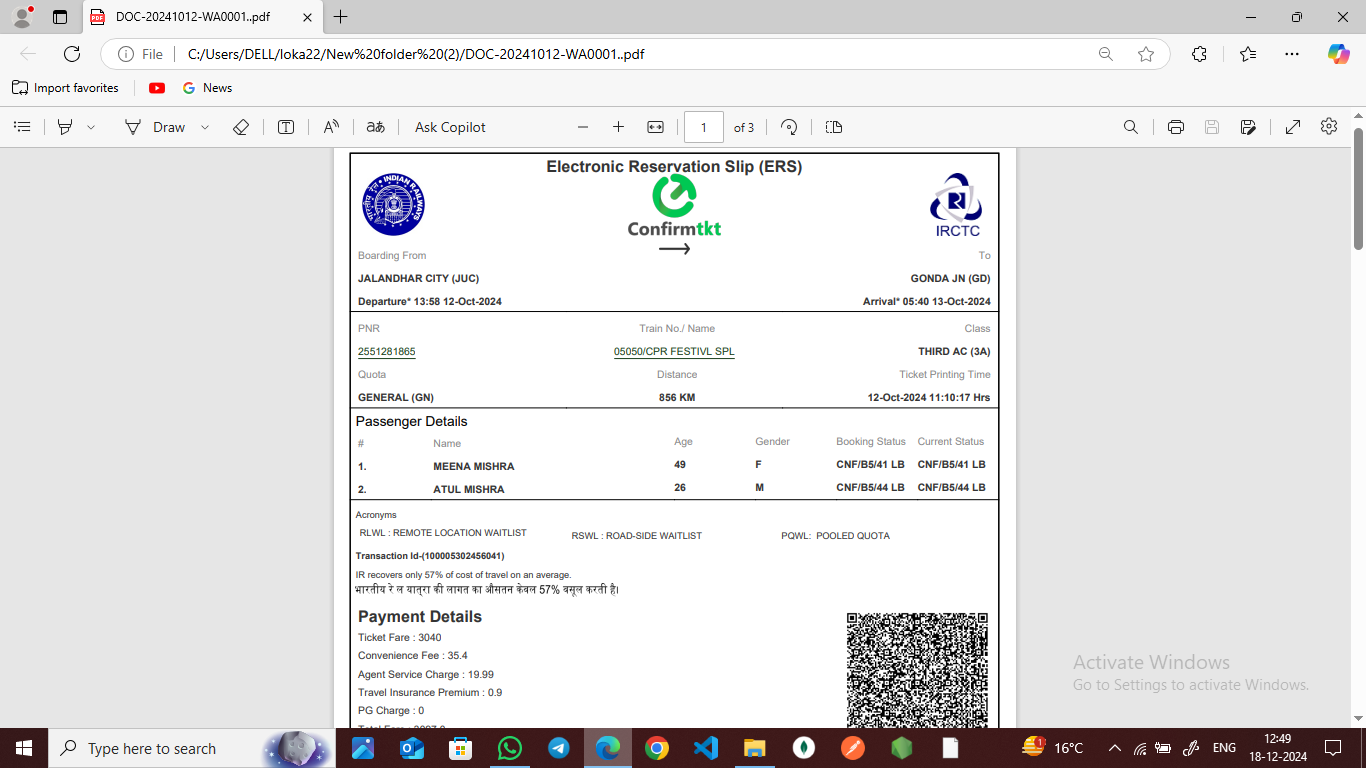 DOC-20241012-WA0001..pdf
File
C:/Users/DELL/loka22/New%20folder%20(2)/DOC-20241012-WA0001..pdf
Import favorites
News
Draw
aあ
Ask Copilot
1 of 3
Electronic Reservation Slip (ERS)
INDIAN RAILWAYS
भारतीय रेल
Confirmtkt
IRCTC
Boarding From To
JALANDHAR CITY (JUC) GONDA JN (GD)
Departure* 13:58 12-Oct-2024 Arrival* 05:40 13-Oct-2024
PNR Train No./ Name Class
2551281865 05050/CPR FESTIVL SPL THIRD AC (3A)
Quota Distance Ticket Printing Time
GENERAL (GN) 856 KM 12-Oct-2024 11:10:17 Hrs
Passenger Details
# Name Age Gender Booking Status Current Status
1. MEENA MISHRA 49 F CNF/B5/41 LB CNF/B5/41 LB
2. ATUL MISHRA 26 M CNF/B5/44 LB CNF/B5/44 LB
Acronyms
RLWL : REMOTE LOCATION WAITLIST RSWL : ROAD-SIDE WAITLIST PQWL: POOLED QUOTA
Transaction Id-(100005302456041)
IR recovers only 57% of cost of travel on an average.
भारतीय रे ल यात्रा की लागत का औसतन केवल 57% वसूल करती है।
Payment Details
Ticket Fare : 3040
Convenience Fee : 35.4
Agent Service Charge : 19.99
Travel Insurance Premium : 0.9
PG Charge : 0
Activate Windows
Go to Settings to activate Windows.
Type here to search
1
16°C
ENG
12:49
18-12-2024